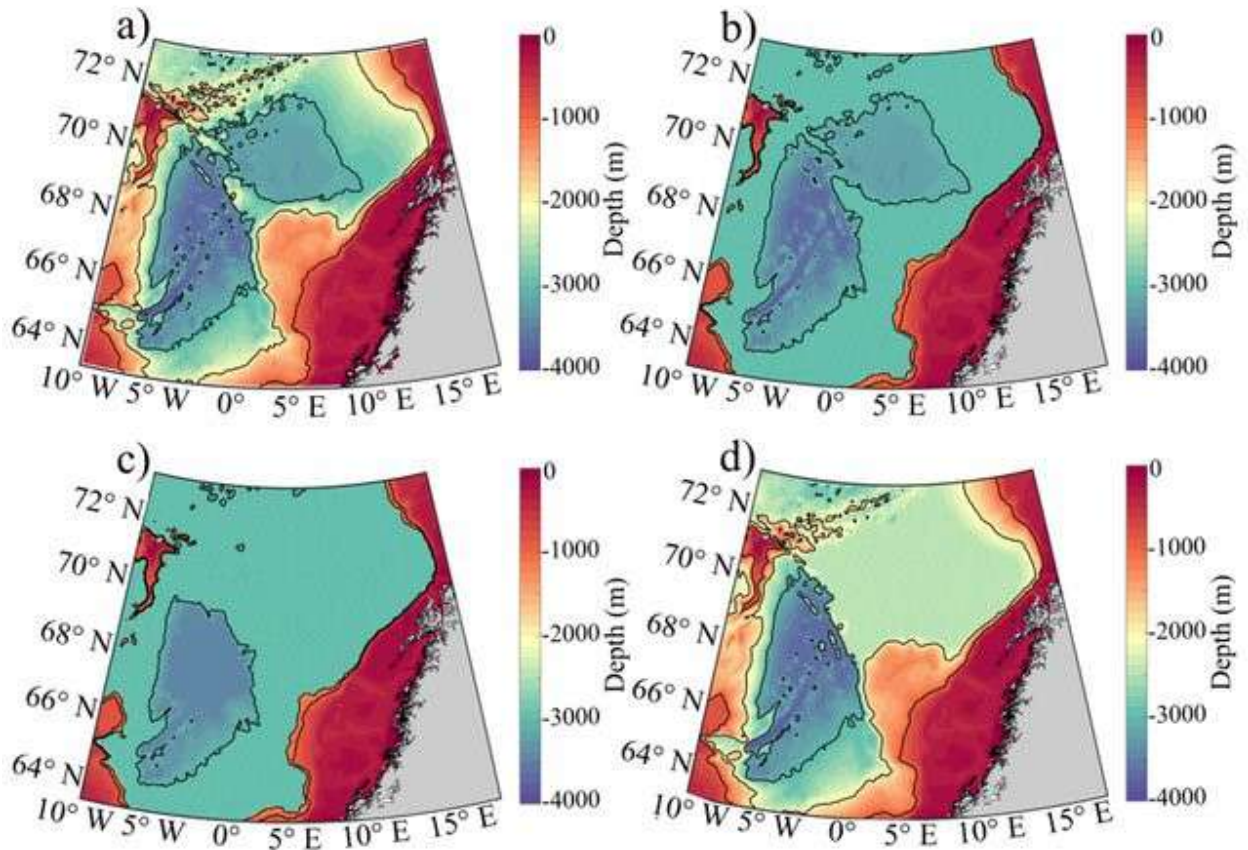 a)
72° N
70° N
68° N
66° N
64° N
10° W
5° W
0°
5° E
10° E
15° E
0
-1000
-2000
-3000
-4000
Depth (m)
b)
72° N
70° N
68° N
66° N
64° N
10° W
5° W
0°
5° E
10° E
15° E
0
-1000
-2000
-3000
-4000
Depth (m)
c)
72° N
70° N
68° N
66° N
64° N
10° W
5° W
0°
5° E
10° E
15° E
0
-1000
-2000
-3000
-4000
Depth (m)
d)
72° N
70° N
68° N
66° N
64° N
10° W
5° W
0°
5° E
10° E
15° E
0
-1000
-2000
-3000
-4000
Depth (m)